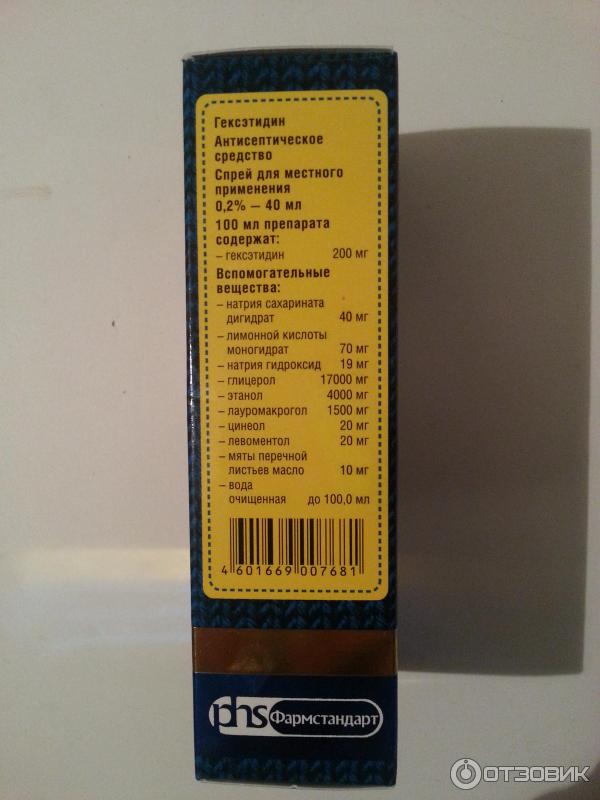 Гексэтидин
Антисептическое
средство
Спрей для местного
применения
0,2% — 40 мл
100 мл препарата
содержат:
– гексэтидин 200 мг
Вспомогательные
вещества:
– натрия сахарината
дигидрат 40 мг
– лимонной кислоты
моногидрат 70 мг
– натрия гидроксид 19 мг
– глицерол 17000 мг
– этанол 4000 мг
– лауромакрогол 1500 мг
– цинеол 20 мг
– левоментол 20 мг
– мяты перечной
листьев масло 10 мг
– вода
очищенная до 100,0 мл
4 601669 007681
phs Фармстандарт
ОТЗОВИК